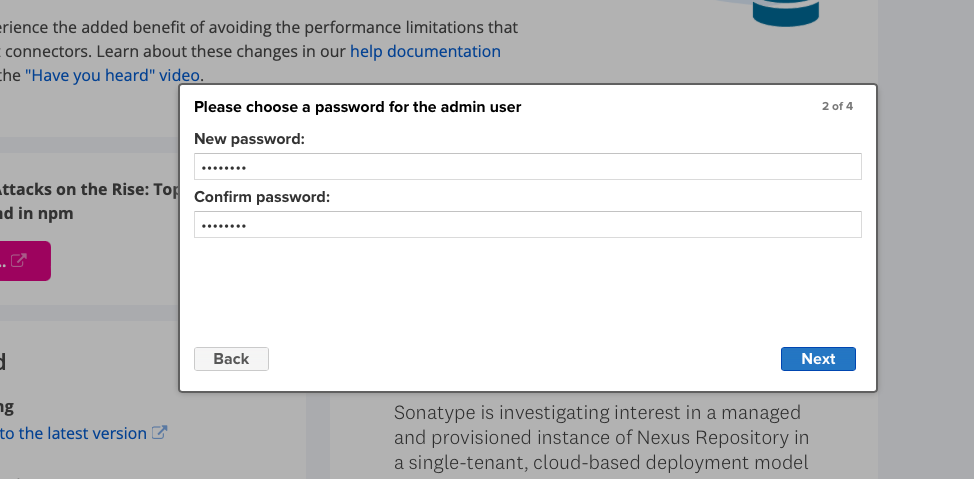 rience the added benefit of avoiding the performance limitations that
connectors. Learn about these changes in our help documentation
the "Have you heard" video.
Please choose a password for the admin user
2 of 4
New password:
••••••••
Confirm password:
••••••••
Back
Next
ttacks on the Rise: Top
nd in npm
..
d
ng
to the latest version
Sonatype is investigating interest in a managed
and provisioned instance of Nexus Repository in
a single-tenant, cloud-based deployment model